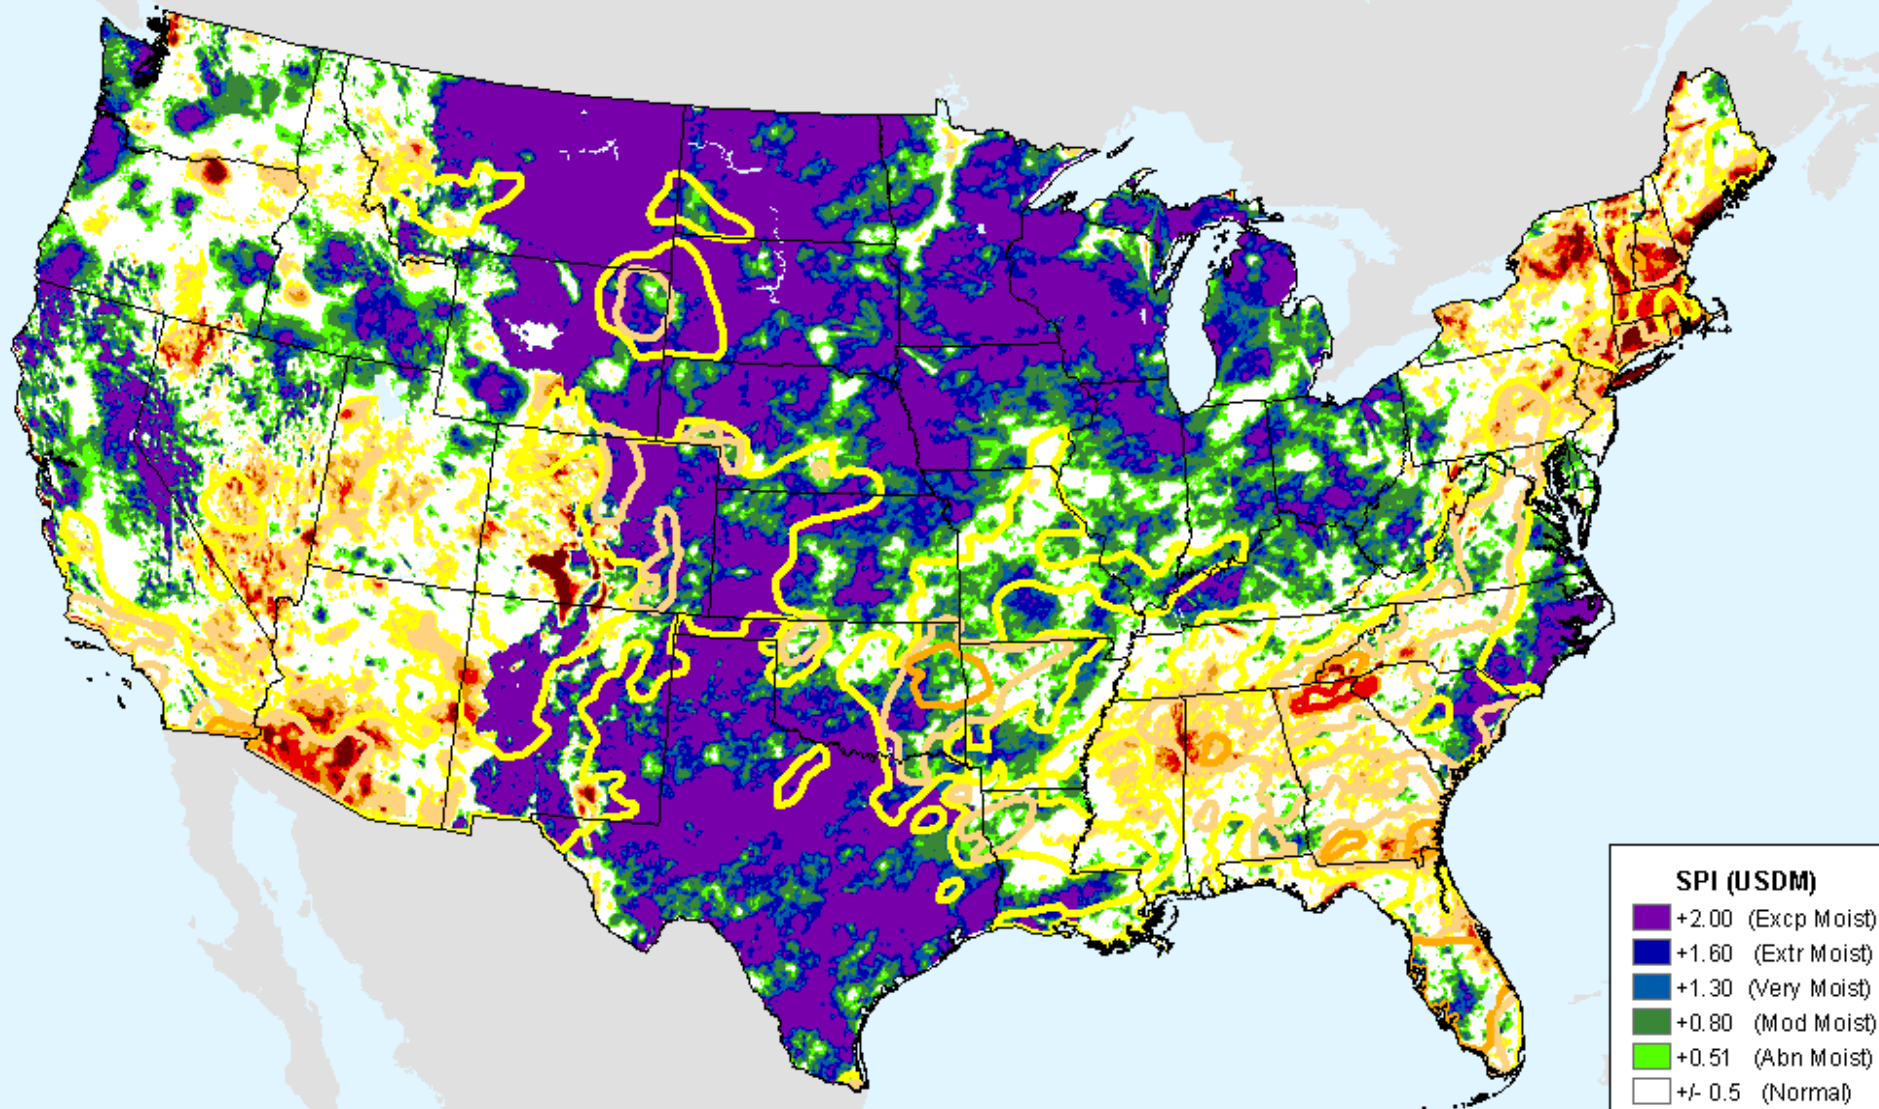 SPI (USDM)
+2.00 (Excp Moist)
+1.60 (Extr Moist)
+1.30 (Very Moist)
+0.80 (Mod Moist)
+0.51 (Abn Moist)
+/- 0.5 (Normal)